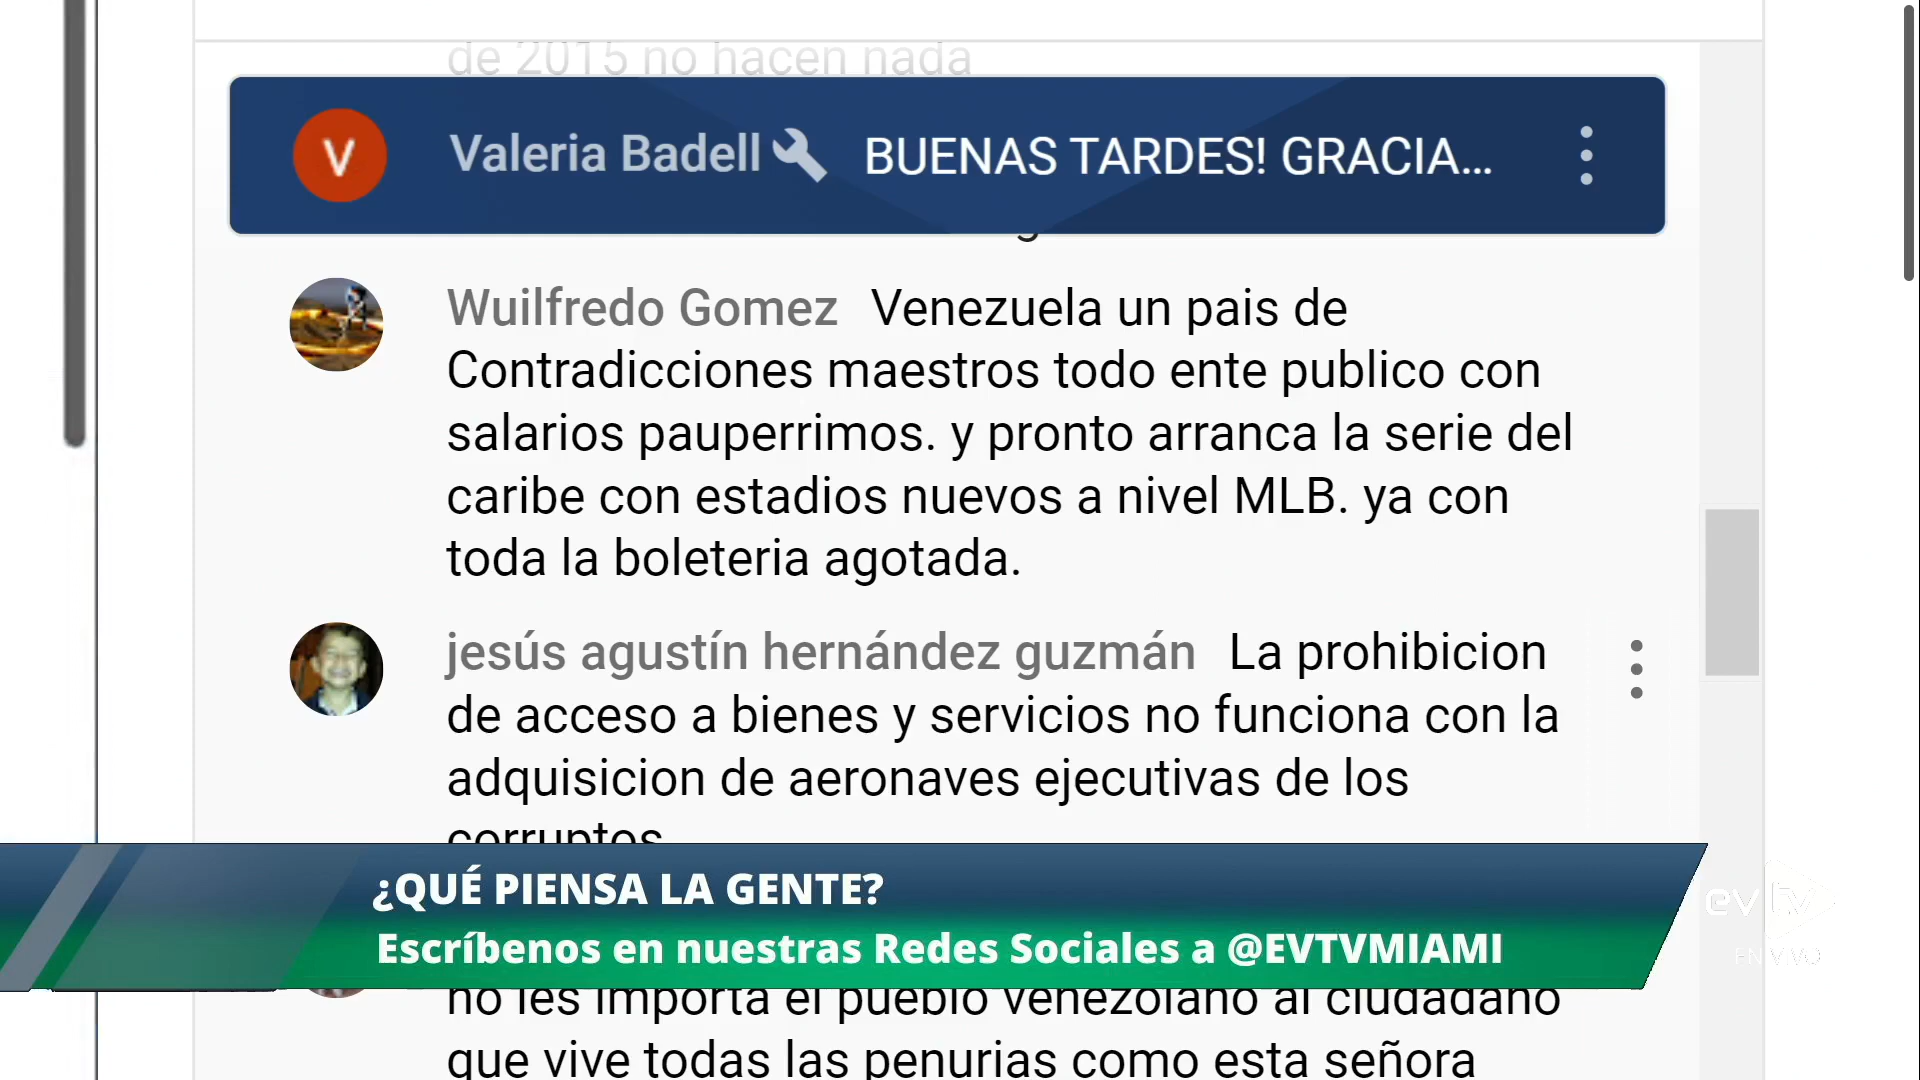 de 2015 no hacen nada
V Valeria Badell BUENAS TARDES! GRACIA...
Wuilfredo Gomez Venezuela un pais de
Contradicciones maestros todo ente publico con
salarios pauperrimos. y pronto arranca la serie del
caribe con estadios nuevos a nivel MLB. ya con
toda la boleteria agotada.
jesús agustín hernández guzmán La prohibicion
de acceso a bienes y servicios no funciona con la
adquisicion de aeronaves ejecutivas de los
corruptos
¿QUÉ PIENSA LA GENTE?
Escríbenos en nuestras Redes Sociales a @EVTVMIAMI
evtv
EN VIVO
no les importa el pueblo venezolano al ciudadano
que vive todas las penurias como esta señora